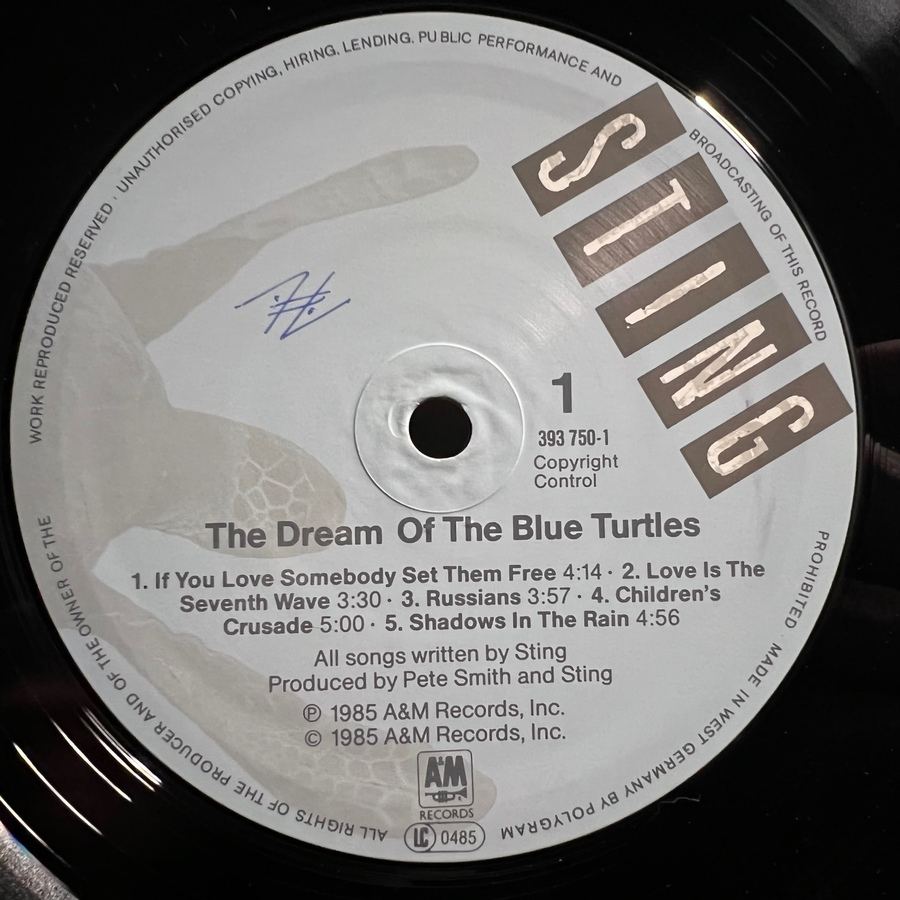 WORK REPRODUCED RESERVED · UNAUTHORISED COPYING, HIRING, LENDING, PUBLIC PERFORMANCE AND BROADCASTING OF THIS RECORD PROHIBITED · MADE IN WEST GERMANY BY POLYGRAM
ALL RIGHTS OF THE PRODUCER AND OF THE OWNER OF THE
STING
1
393 750-1
Copyright
Control
The Dream Of The Blue Turtles
1. If You Love Somebody Set Them Free 4:14 · 2. Love Is The
Seventh Wave 3:30 · 3. Russians 3:57 · 4. Children's
Crusade 5:00 · 5. Shadows In The Rain 4:56
All songs written by Sting
Produced by Pete Smith and Sting
℗ 1985 A&M Records, Inc.
© 1985 A&M Records, Inc.
A&M
RECORDS
LC 0485